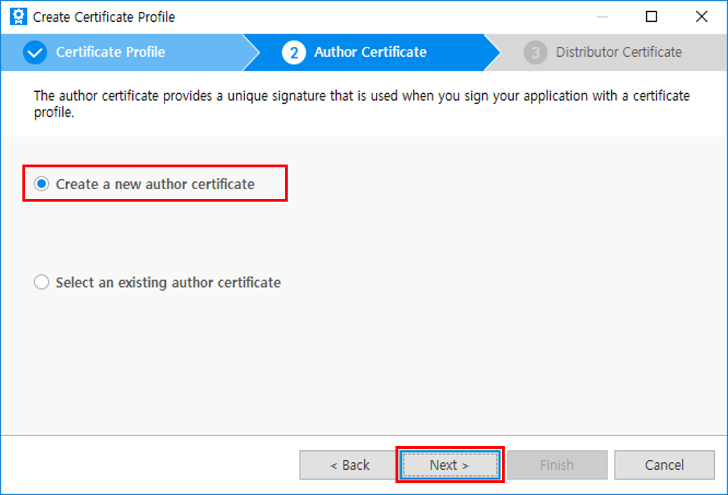 Create Certificate Profile
Certificate Profile
2 Author Certificate
3 Distributor Certificate
The author certificate provides a unique signature that is used when you sign your application with a certificate
profile.
Create a new author certificate
Select an existing author certificate
< Back
Next >
Finish
Cancel